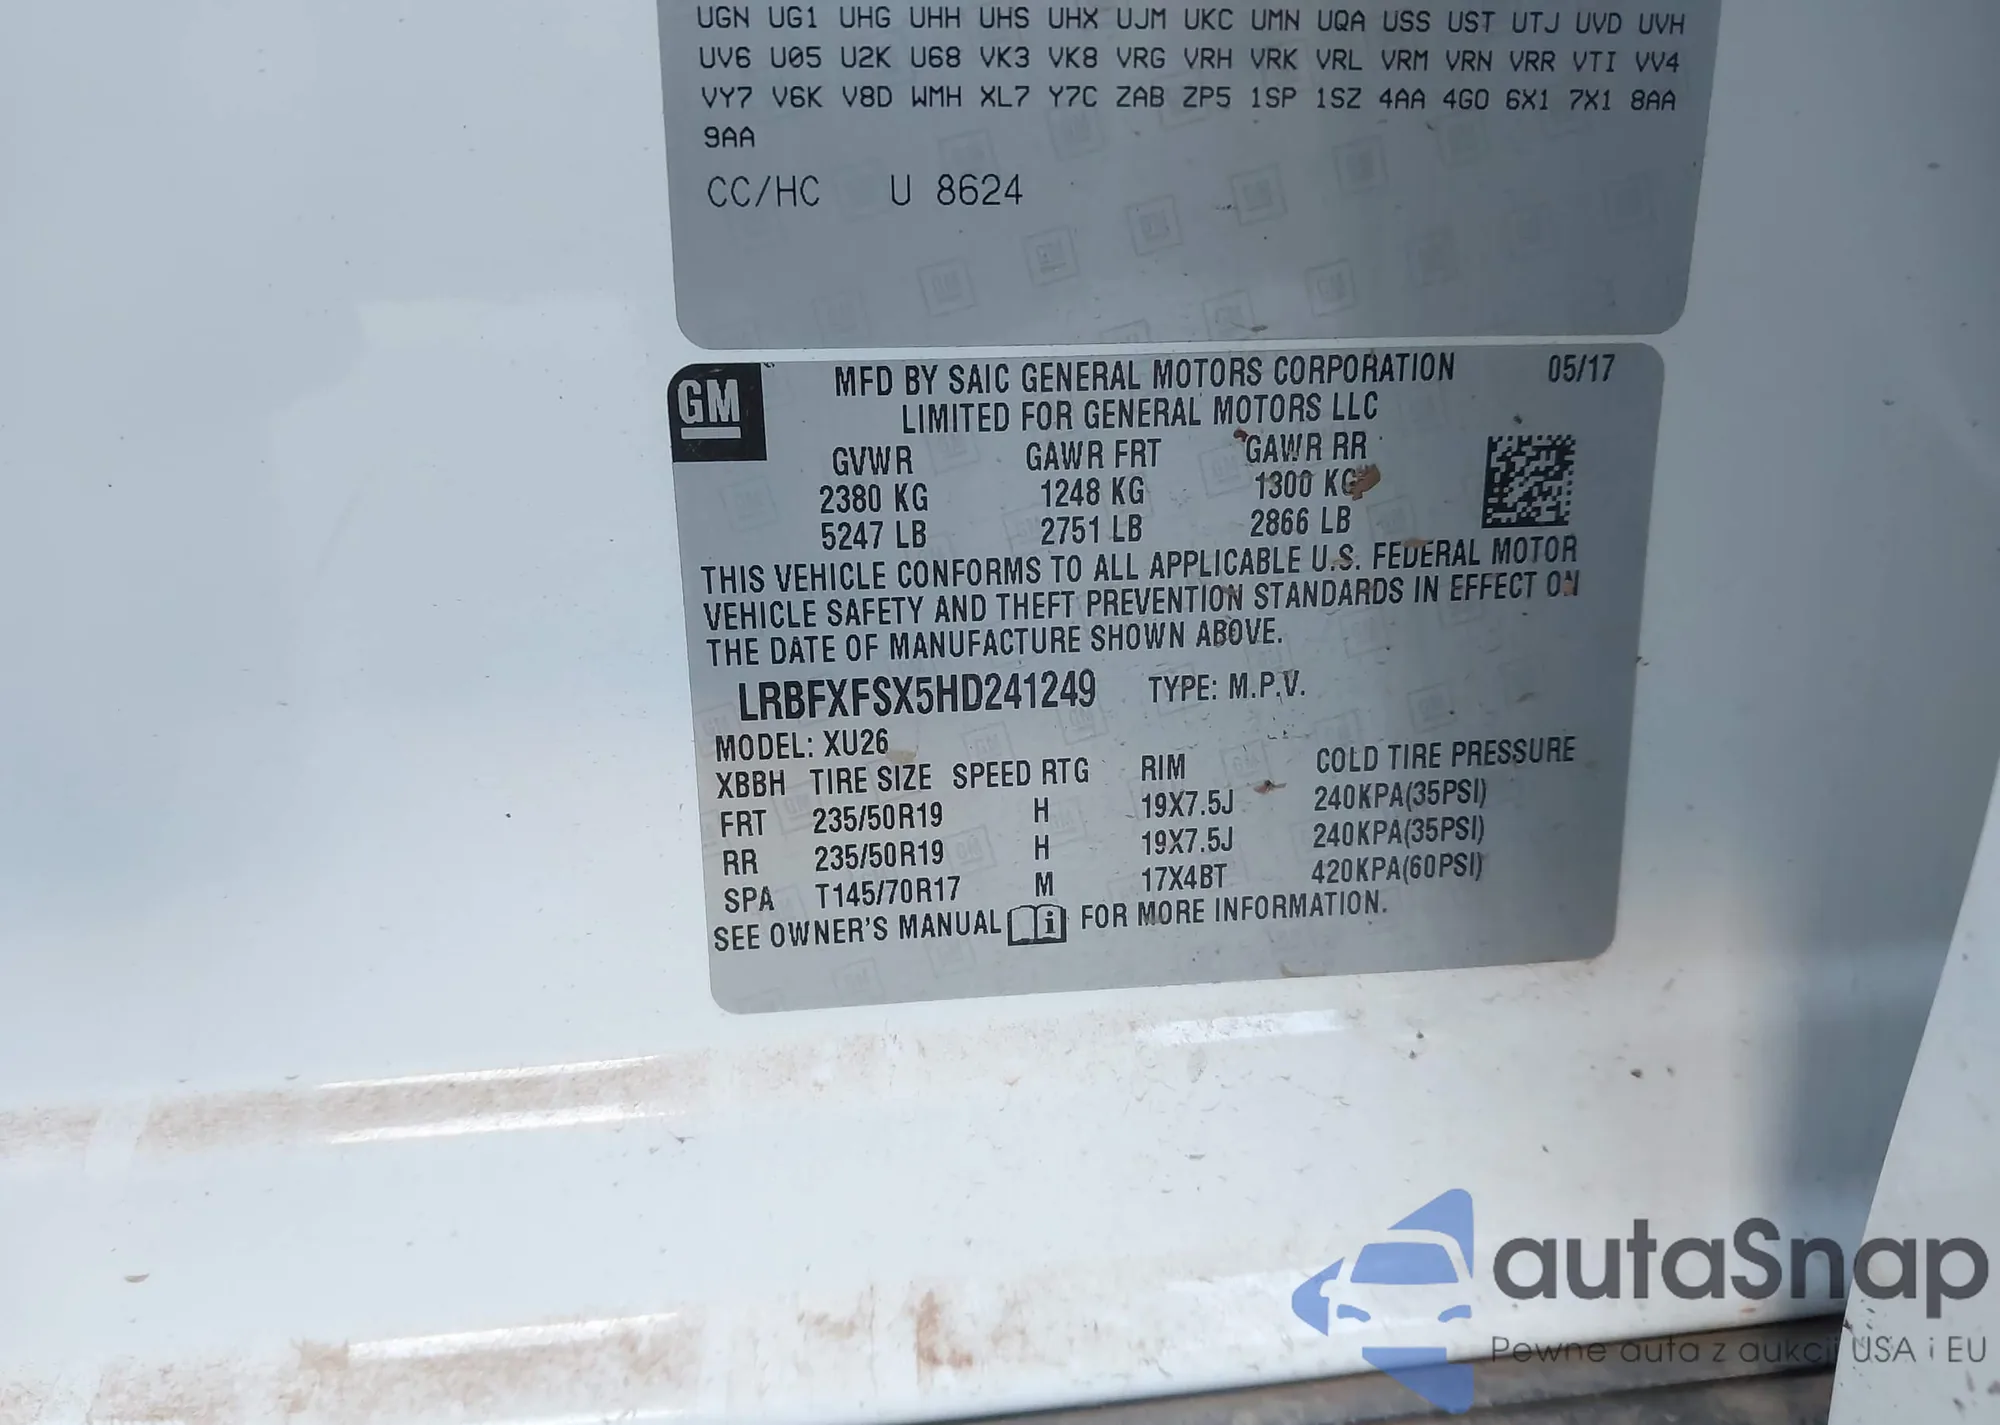 UGN UG1 UHG UHH UHS UHX UJM UKC UMN UQA USS UST UTJ UVD UVH
UV6 U05 U2K U68 VK3 VK8 VRG VRH VRK VRL VRM VRN VRR VTI VV4
VY7 V6K V8D WMH XL7 Y7C ZAB ZP5 1SP 1SZ 4AA 4G0 6X1 7X1 8AA
9AA
CC/HC U 8624
GM
MFD BY SAIC GENERAL MOTORS CORPORATION 05/17
LIMITED FOR GENERAL MOTORS LLC
GVWR GAWR FRT GAWR RR
2380 KG 1248 KG 1300 KG
5247 LB 2751 LB 2866 LB
THIS VEHICLE CONFORMS TO ALL APPLICABLE U.S. FEDERAL MOTOR
VEHICLE SAFETY AND THEFT PREVENTION STANDARDS IN EFFECT ON
THE DATE OF MANUFACTURE SHOWN ABOVE.
LRBFXFSX5HD241249 TYPE: M.P.V.
MODEL: XU26
XBBH TIRE SIZE SPEED RTG RIM COLD TIRE PRESSURE
FRT 235/50R19 H 19X7.5J 240KPA(35PSI)
RR 235/50R19 H 19X7.5J 240KPA(35PSI)
SPA T145/70R17 M 17X4BT 420KPA(60PSI)
SEE OWNER'S MANUAL FOR MORE INFORMATION.
autaSnap
Pewne auta z aukcji USA i EU